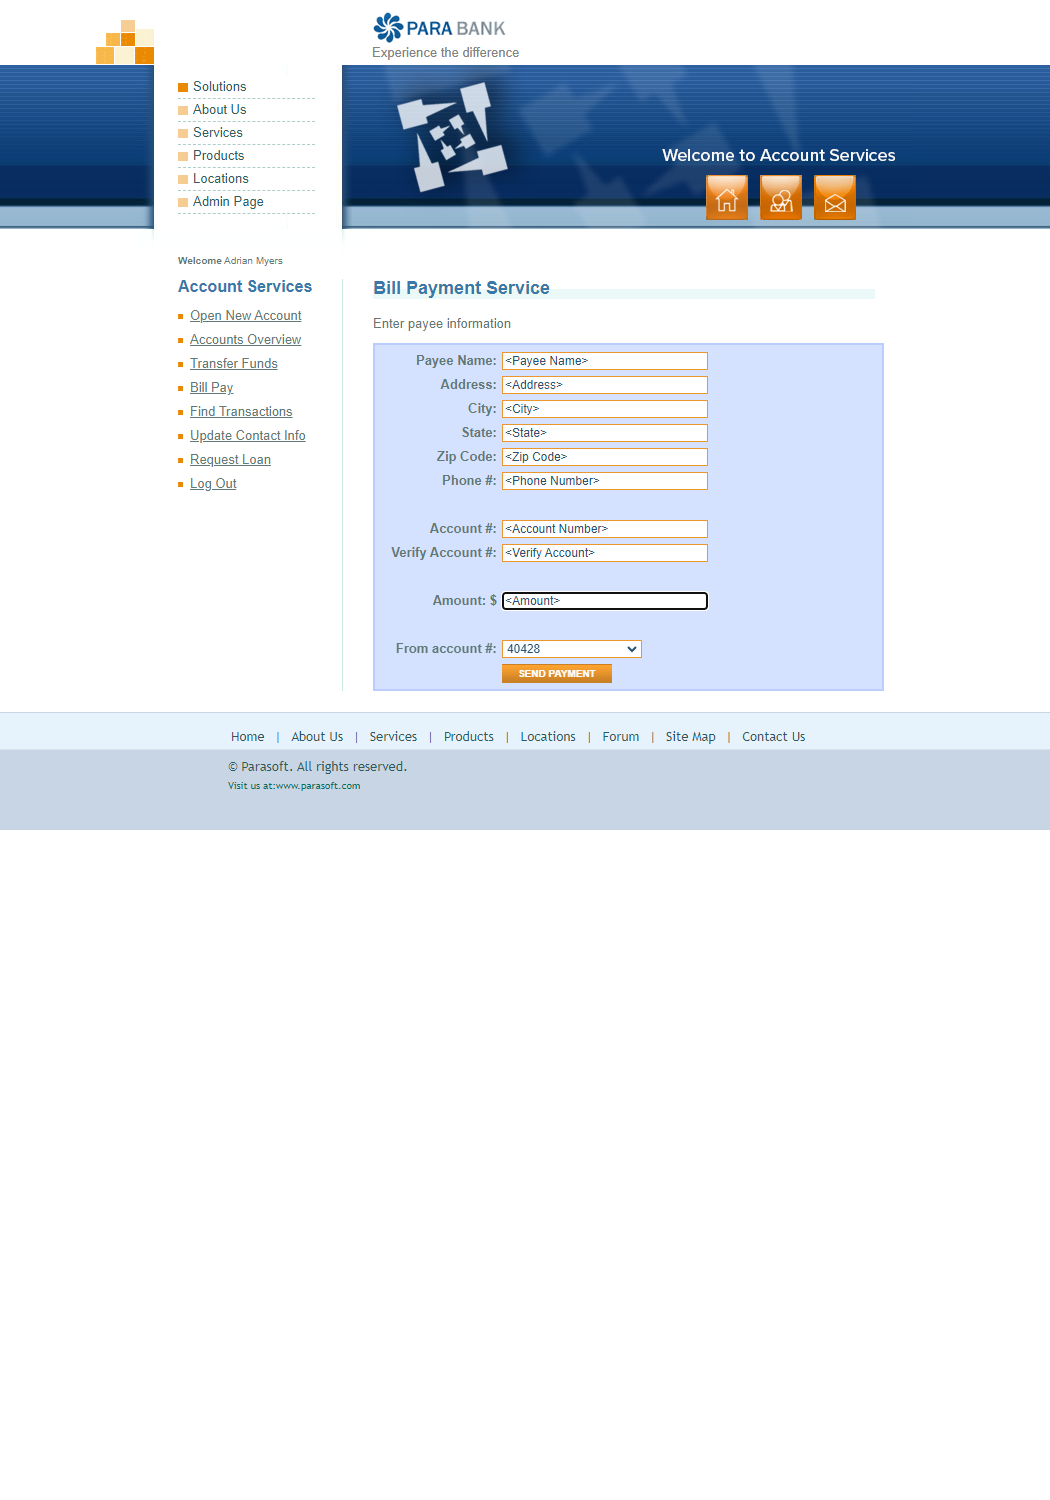 PARA BANK
Experience the difference
Solutions
About Us
Services
Products
Locations
Admin Page
Welcome to Account Services
Welcome Adrian Myers
Account Services
Open New Account
Accounts Overview
Transfer Funds
Bill Pay
Find Transactions
Update Contact Info
Request Loan
Log Out
Bill Payment Service
Enter payee information
Payee Name: <Payee Name>
Address: <Address>
City: <City>
State: <State>
Zip Code: <Zip Code>
Phone #: <Phone Number>
Account #: <Account Number>
Verify Account #: <Verify Account>
Amount: $ <Amount>
From account #: 40428
SEND PAYMENT
Home | About Us | Services | Products | Locations | Forum | Site Map | Contact Us
© Parasoft. All rights reserved.
Visit us at:www.parasoft.com